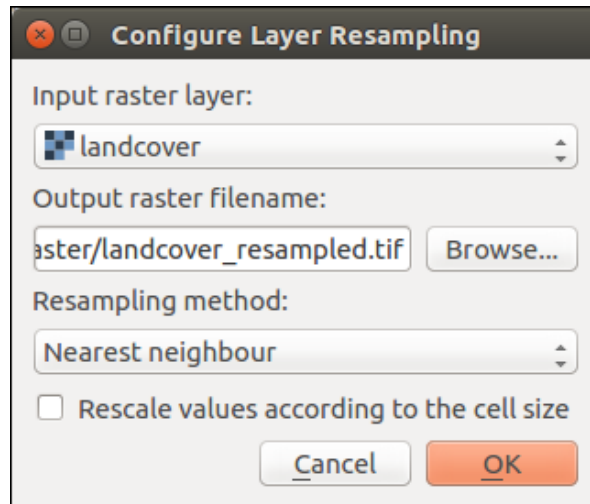 Configure Layer Resampling
Input raster layer:
landcover
Output raster filename:
aster/landcover_resampled.tif Browse...
Resampling method:
Nearest neighbour
Rescale values according to the cell size
Cancel OK